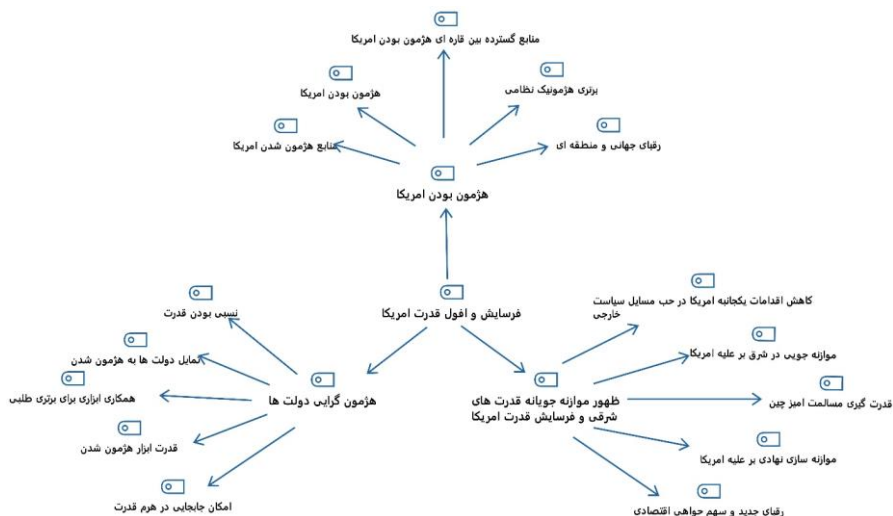 منابع گسترده بین قاره ای هژمون بودن امریکا
هژمون بودن امریکا
برتری هژمونیک نظامی
منابع هژمون شدن امریکا
رقبای جهانی و منطقه ای
هژمون بودن امریکا
فرسایش و افول قدرت امریکا
کاهش اقدامات یکجانبه امریکا در حب مسایل سیاست
خارجی
موازنه جویی در شرق بر علیه امریکا
قدرت گیری مسالمت امیز چین
ظهور موازنه جویانه قدرت های
شرقی و فرسایش قدرت امریکا
موازنه سازی نهادی بر علیه امریکا
رقبای جدید و سهم خواهی اقتصادی
نسبی بودن قدرت
تمایل دولت ها به هژمون شدن
همکاری ابزاری برای برتری طلبی
هژمون گرایی دولت ها
قدرت ابزار هژمون شدن
امکان جابجایی در هرم قدرت